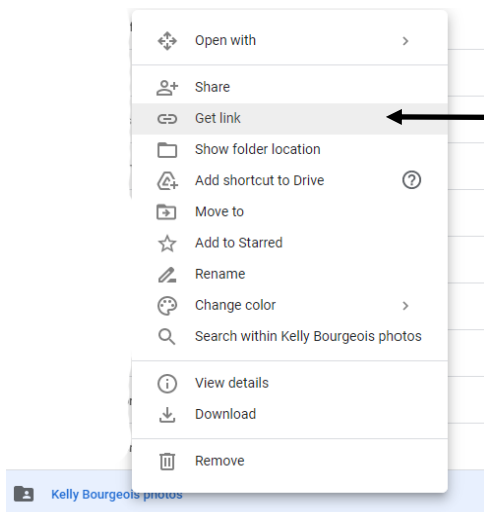 Open with
Share
Get link
Show folder location
Add shortcut to Drive
Move to
Add to Starred
Rename
Change color
Search within Kelly Bourgeois photos
View details
Download
Remove
Kelly Bourgeois photos